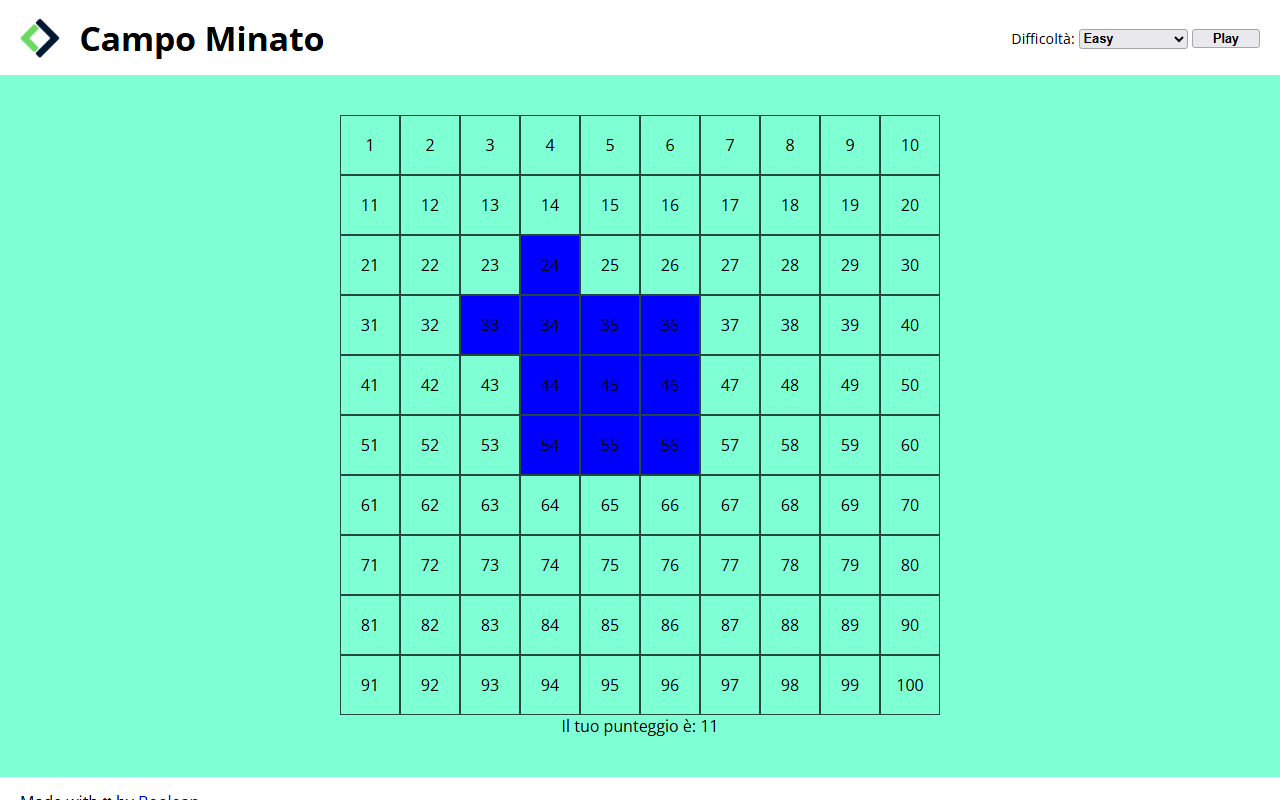 Campo Minato
Difficoltà: Easy Play
1 2 3 4 5 6 7 8 9 10
11 12 13 14 15 16 17 18 19 20
21 22 23 24 25 26 27 28 29 30
31 32 33 34 35 36 37 38 39 40
41 42 43 44 45 46 47 48 49 50
51 52 53 54 55 56 57 58 59 60
61 62 63 64 65 66 67 68 69 70
71 72 73 74 75 76 77 78 79 80
81 82 83 84 85 86 87 88 89 90
91 92 93 94 95 96 97 98 99 100
Il tuo punteggio è: 11
Made with ♥ by Boolean